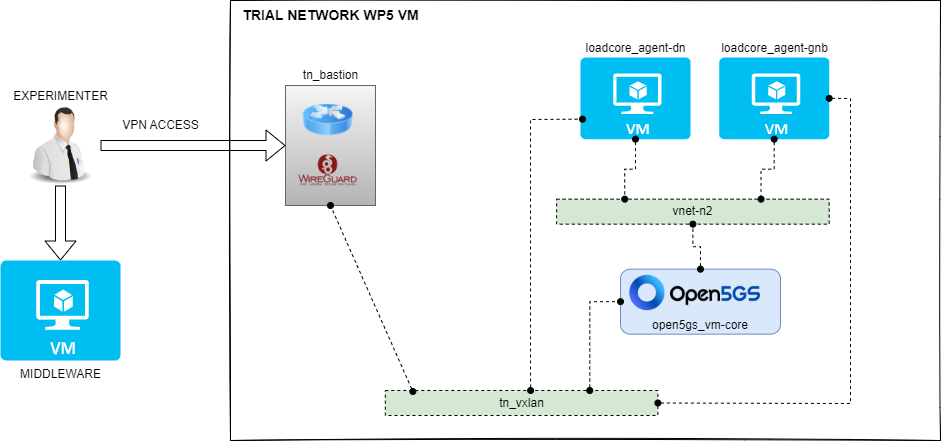 TRIAL NETWORK WP5 VM
loadcore_agent-dn
loadcore_agent-gnb
tn_bastion
EXPERIMENTER
VPN ACCESS
VM
VM
WIREGUARD
vnet-n2
Open5GS
open5gs_vm-core
VM
MIDDLEWARE
tn_vxlan